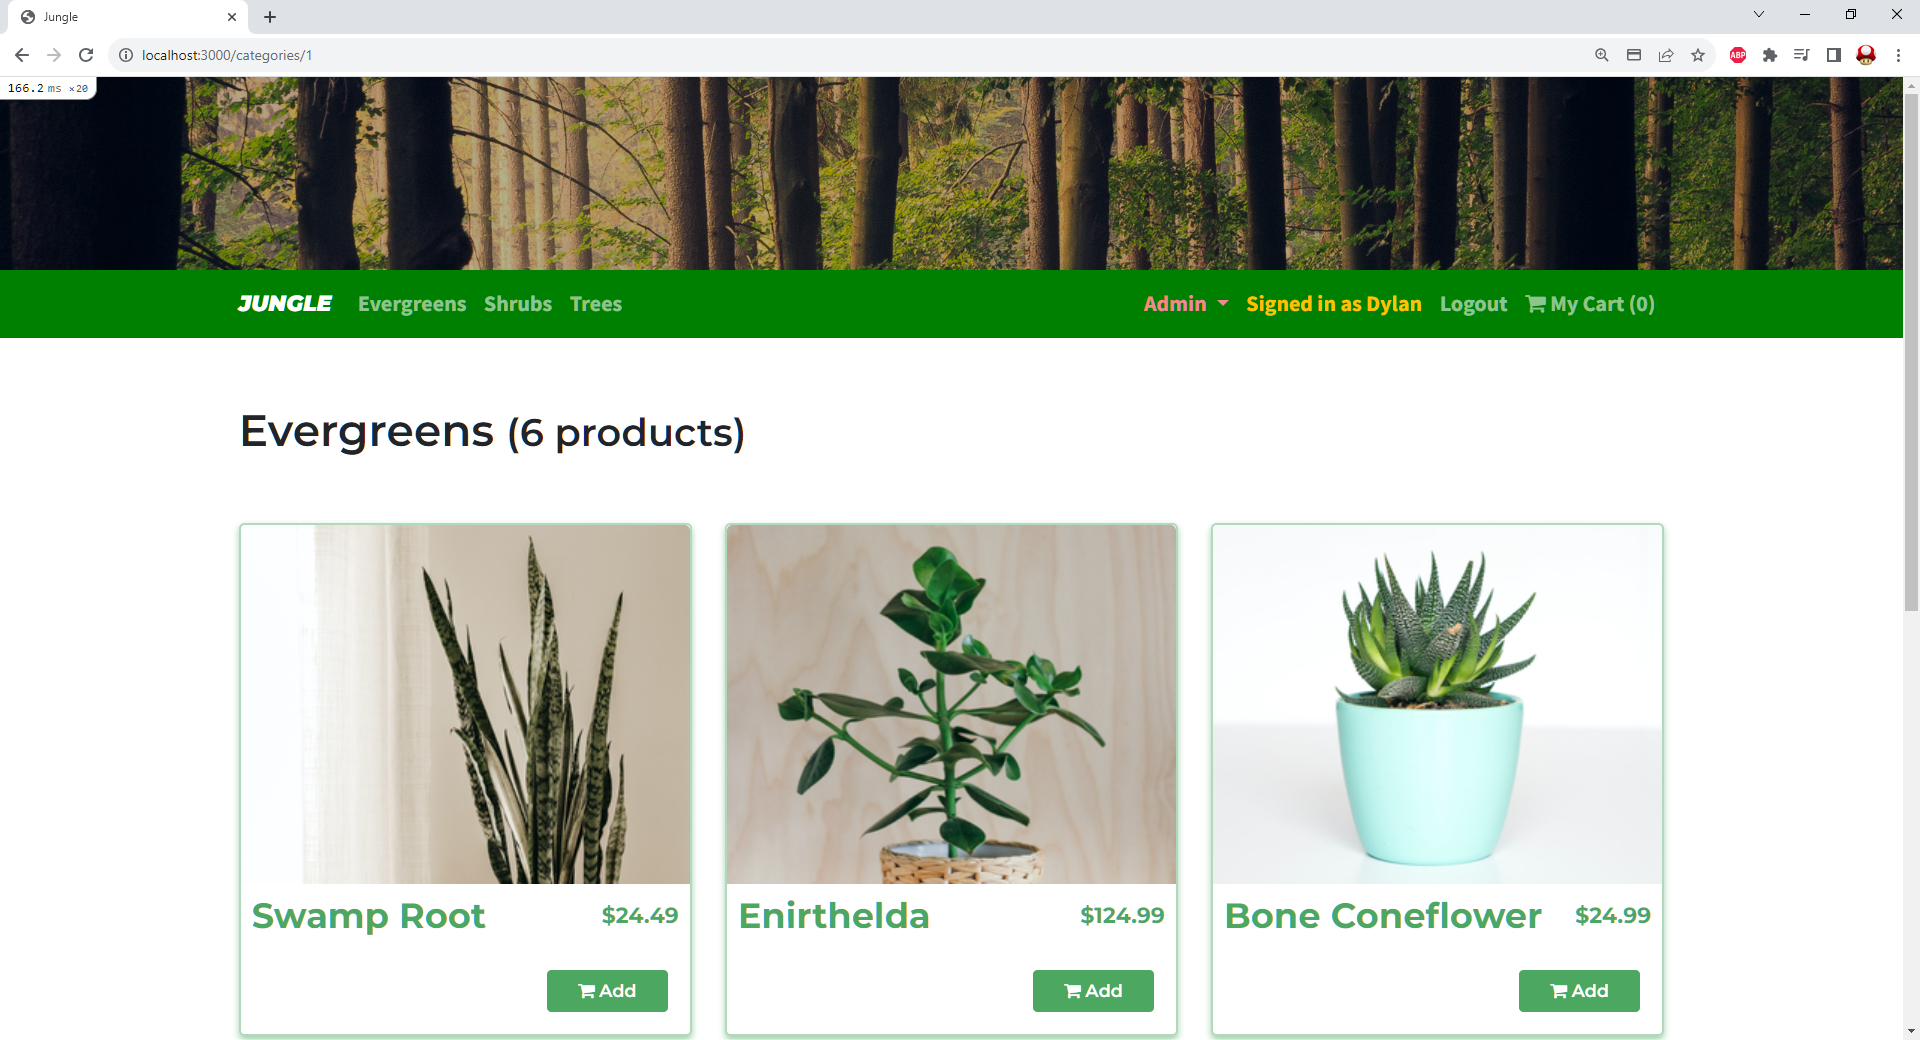 Jungle
localhost:3000/categories/1
ABP
166.2 ms ×20
JUNGLE Evergreens Shrubs Trees Admin Signed in as Dylan Logout My Cart (0)
Evergreens (6 products)
Swamp Root $24.49
Add
Enirthelda $124.99
Add
Bone Coneflower $24.99
Add